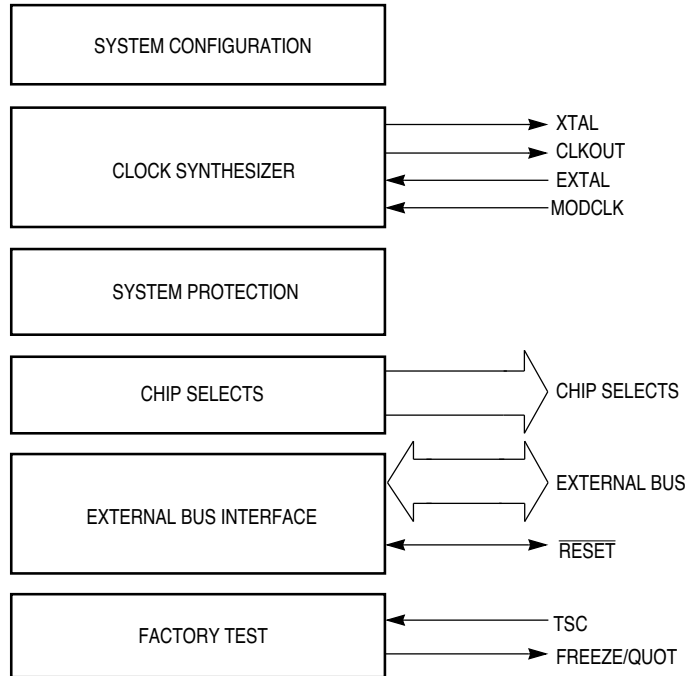 SYSTEM CONFIGURATION
CLOCK SYNTHESIZER
XTAL
CLKOUT
EXTAL
MODCLK
SYSTEM PROTECTION
CHIP SELECTS
CHIP SELECTS
EXTERNAL BUS INTERFACE
EXTERNAL BUS
RESET
FACTORY TEST
TSC
FREEZE/QUOT